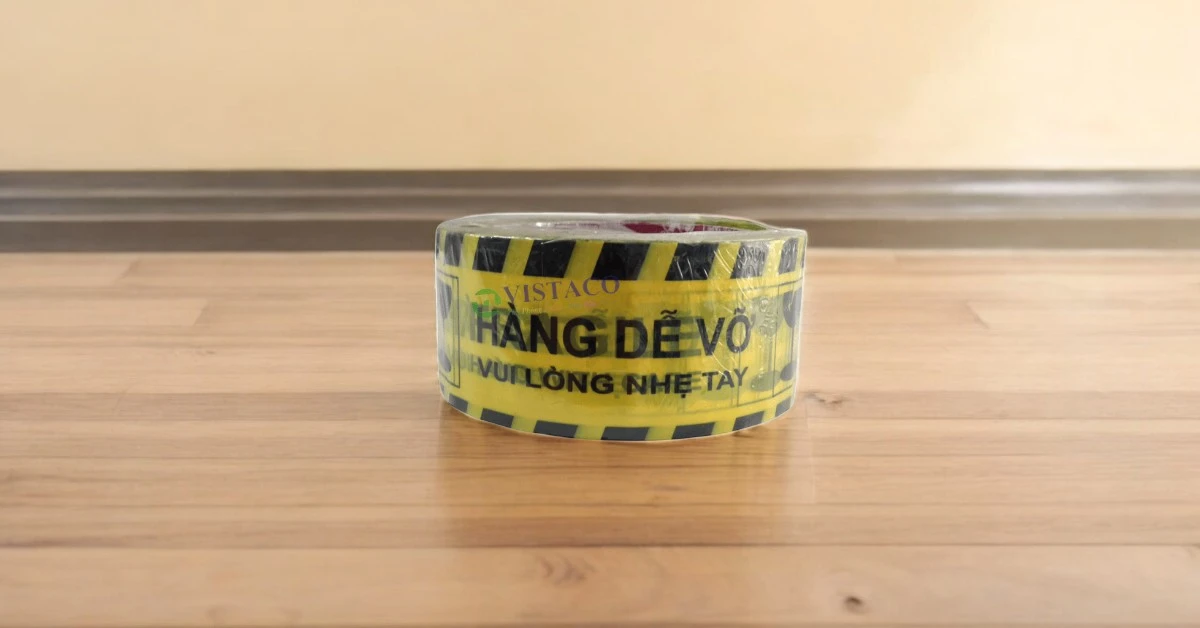 VISTACO
HÀNG DỄ VỠ
VUI LÒNG NHẸ TAY